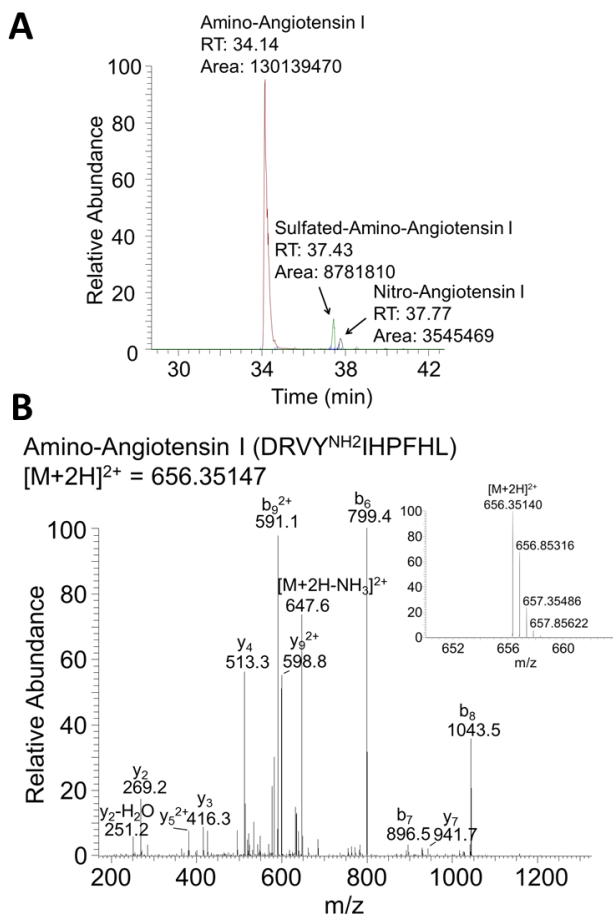 A
Amino-Angiotensin I
RT: 34.14
Area: 130139470
100
80
60
40
20
0
Relative Abundance
Sulfated-Amino-Angiotensin I
RT: 37.43
Area: 8781810
Nitro-Angiotensin I
RT: 37.77
Area: 3545469
30 34 38 42
Time (min)
B
Amino-Angiotensin I (DRVY^NH2IHPFHL)
[M+2H]²⁺ = 656.35147
100
80
60
40
20
0
Relative Abundance
b₉²⁺
591.1
b₆
799.4
[M+2H-NH₃]²⁺
647.6
y₄
513.3
y₉²⁺
598.8
b₈
1043.5
y₂
269.2
y₂-H₂O
251.2
y₅²⁺
y₃
416.3
b₇
896.5
y₇
941.7
200 400 600 800 1000 1200
m/z
[M+2H]²⁺
656.35140
656.85316
657.35486
657.85622
100
80
60
40
20
0
652 656 660
m/z